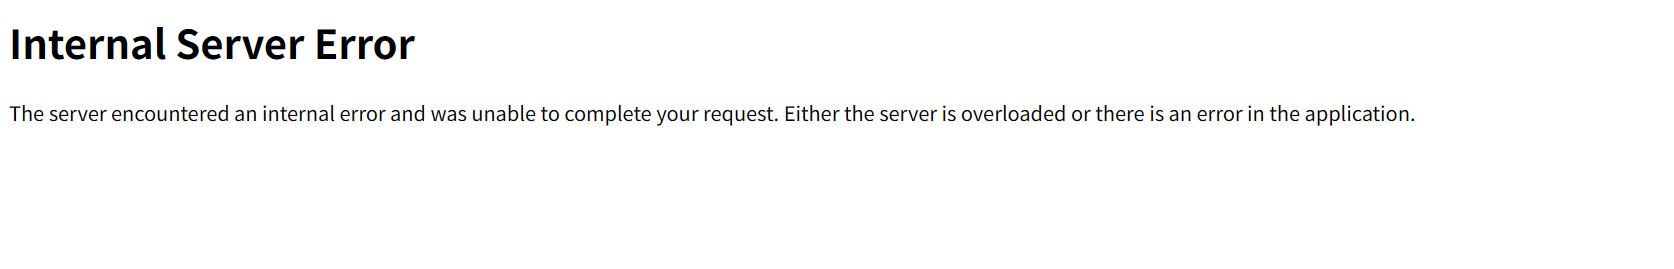 Internal Server Error
The server encountered an internal error and was unable to complete your request. Either the server is overloaded or there is an error in the application.